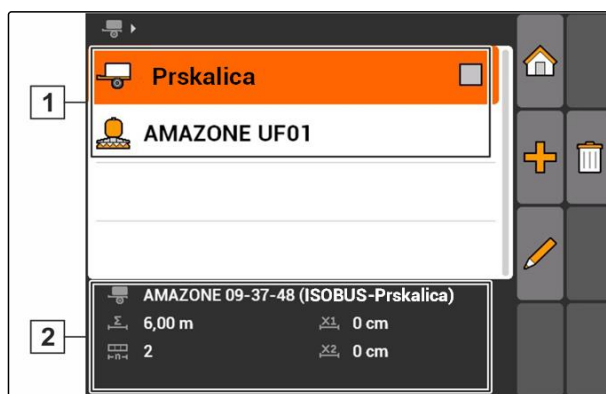 1
Prskalica
AMAZONE UF01
2
AMAZONE 09-37-48 (ISOBUS-Prskalica)
Σ 6,00 m X1 0 cm
n 2 X2 0 cm